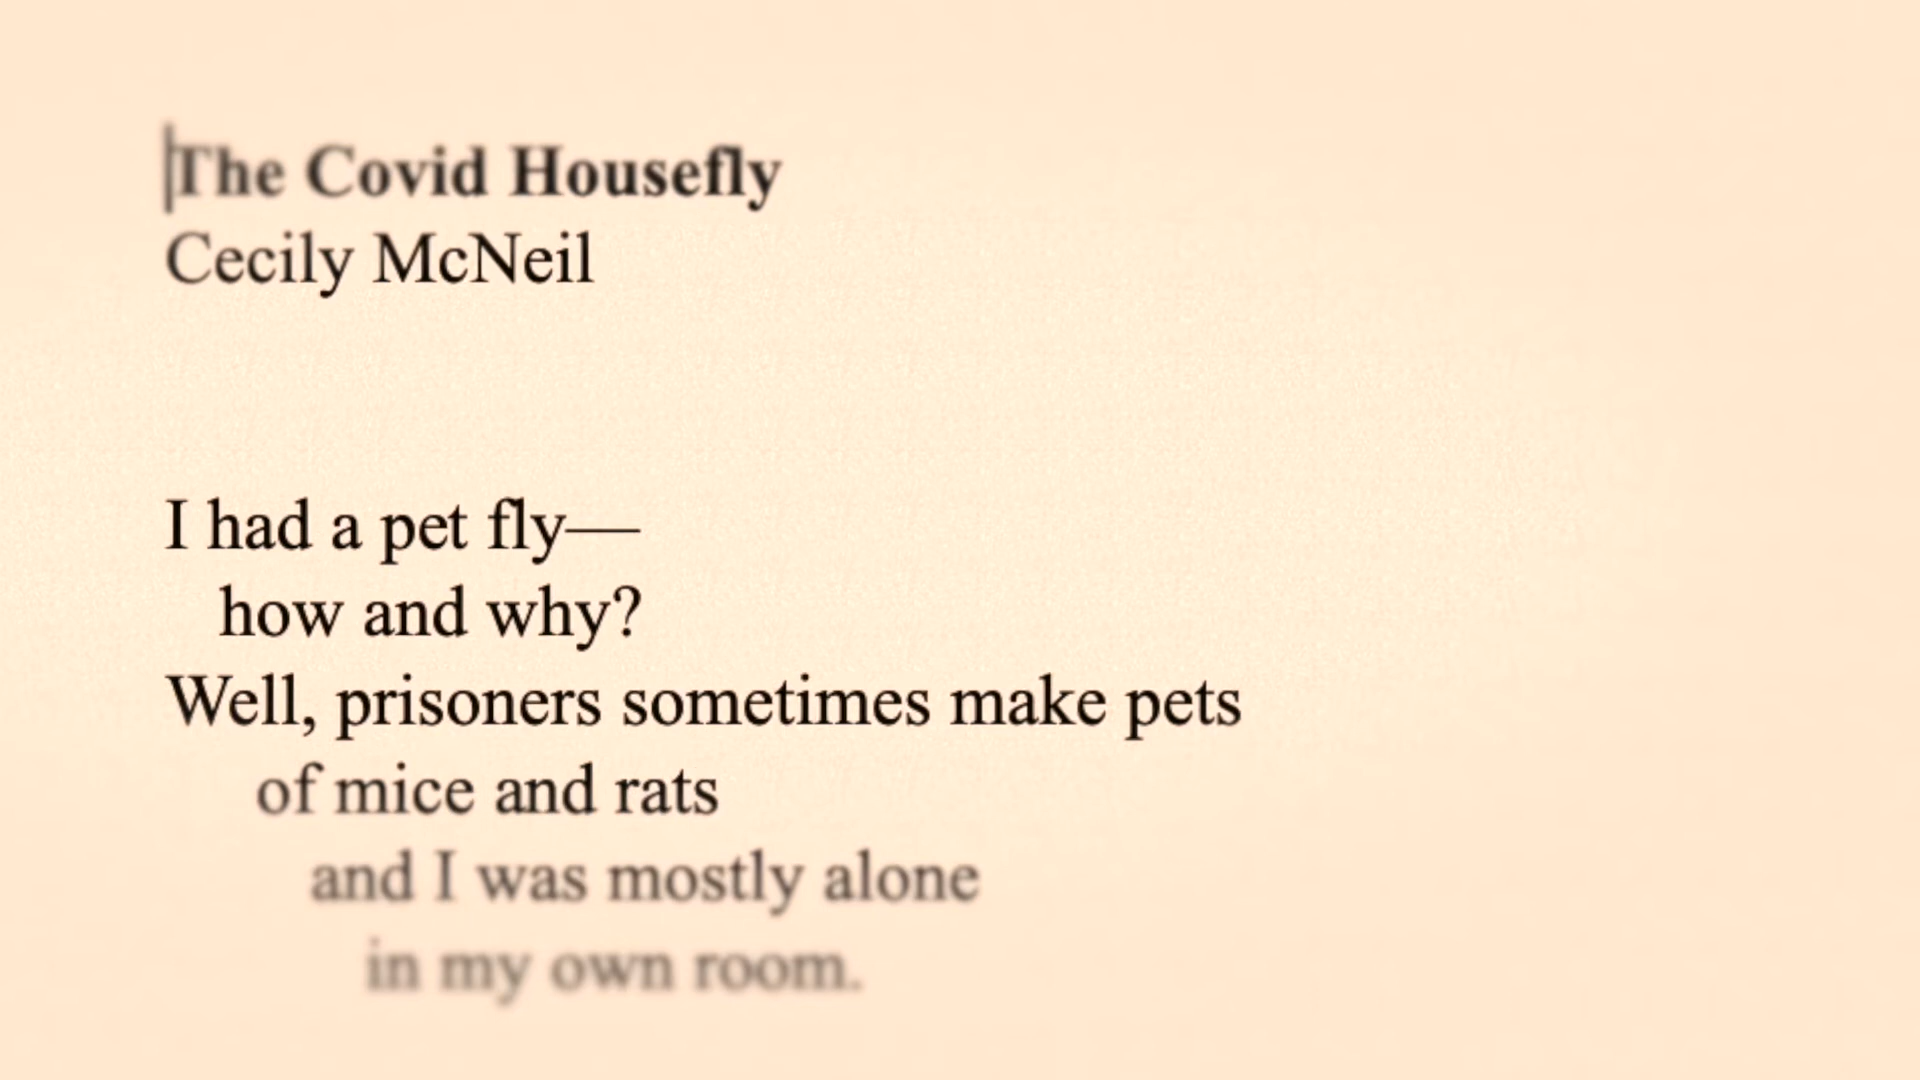 The Covid Housefly
Cecily McNeil
I had a pet fly—
how and why?
Well, prisoners sometimes make pets
of mice and rats
and I was mostly alone
in my own room.